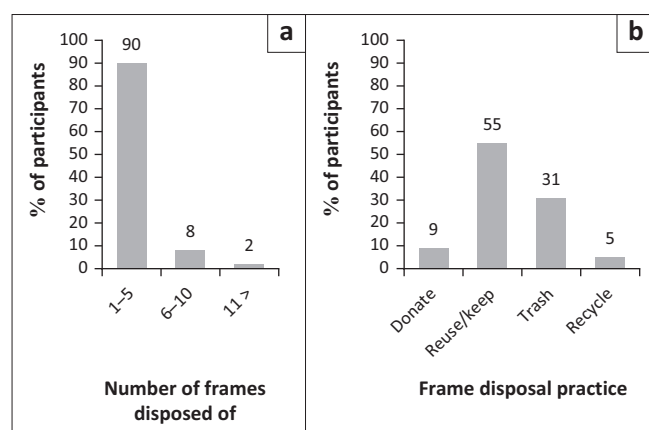 a
% of participants
100
90
80
70
60
50
40
30
20
10
0
90
8
2
1–5
6–10
11 >
Number of frames
disposed of
b
% of participants
100
90
80
70
60
50
40
30
20
10
0
9
55
31
5
Donate
Reuse/keep
Trash
Recycle
Frame disposal practice